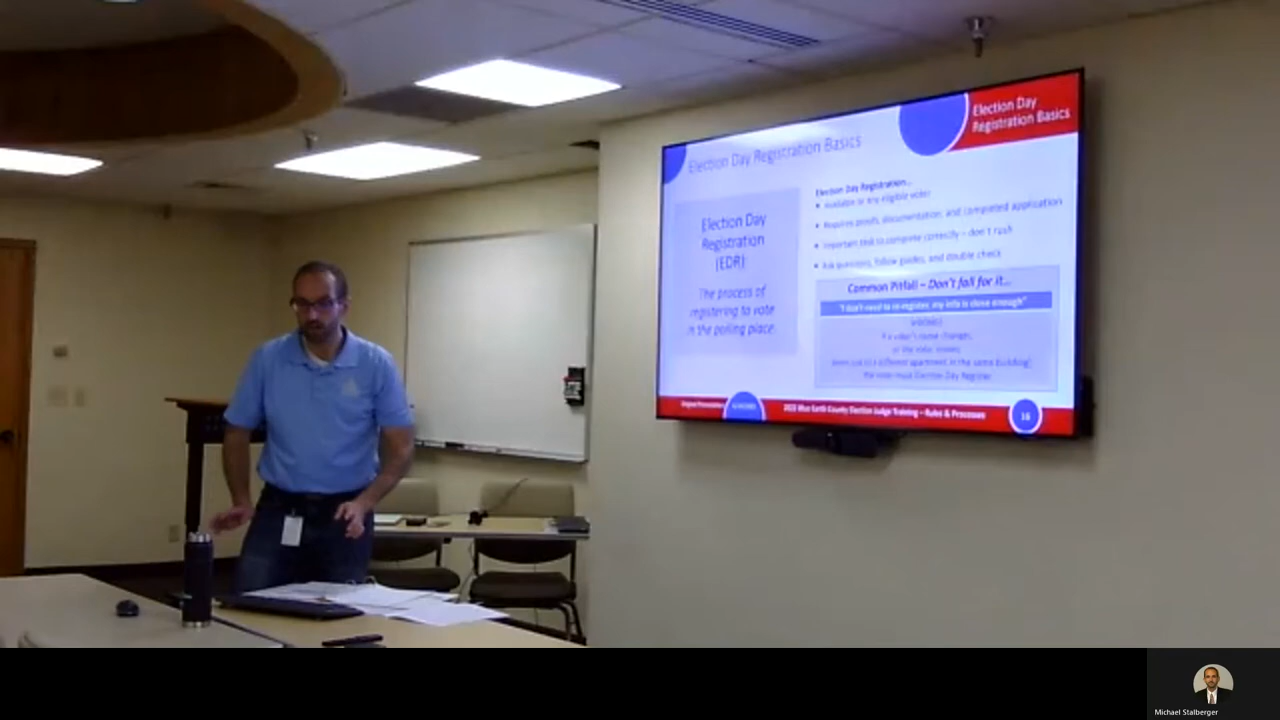 Election Day
Registration Basics
Election Day Registration Basics
Election Day
Registration
(EDR)
The process of
registering to vote
in the polling place.
Election Day Registration...
Available to any eligible voter
Requires proofs, documentation, and completed application
Important task to complete correctly – don't rush
Ask questions, follow guides, and double check
Common Pitfall – Don't fall for it...
"I don't need to re-register, my info is close enough"
If a voter's name changes,
or the voter moves,
(even just to a different apartment in the same building)
the voter must Election Day Register
Original Presentation
Blue Earth County Election Judge Training – Rules & Processes
16
Michael Stalberger